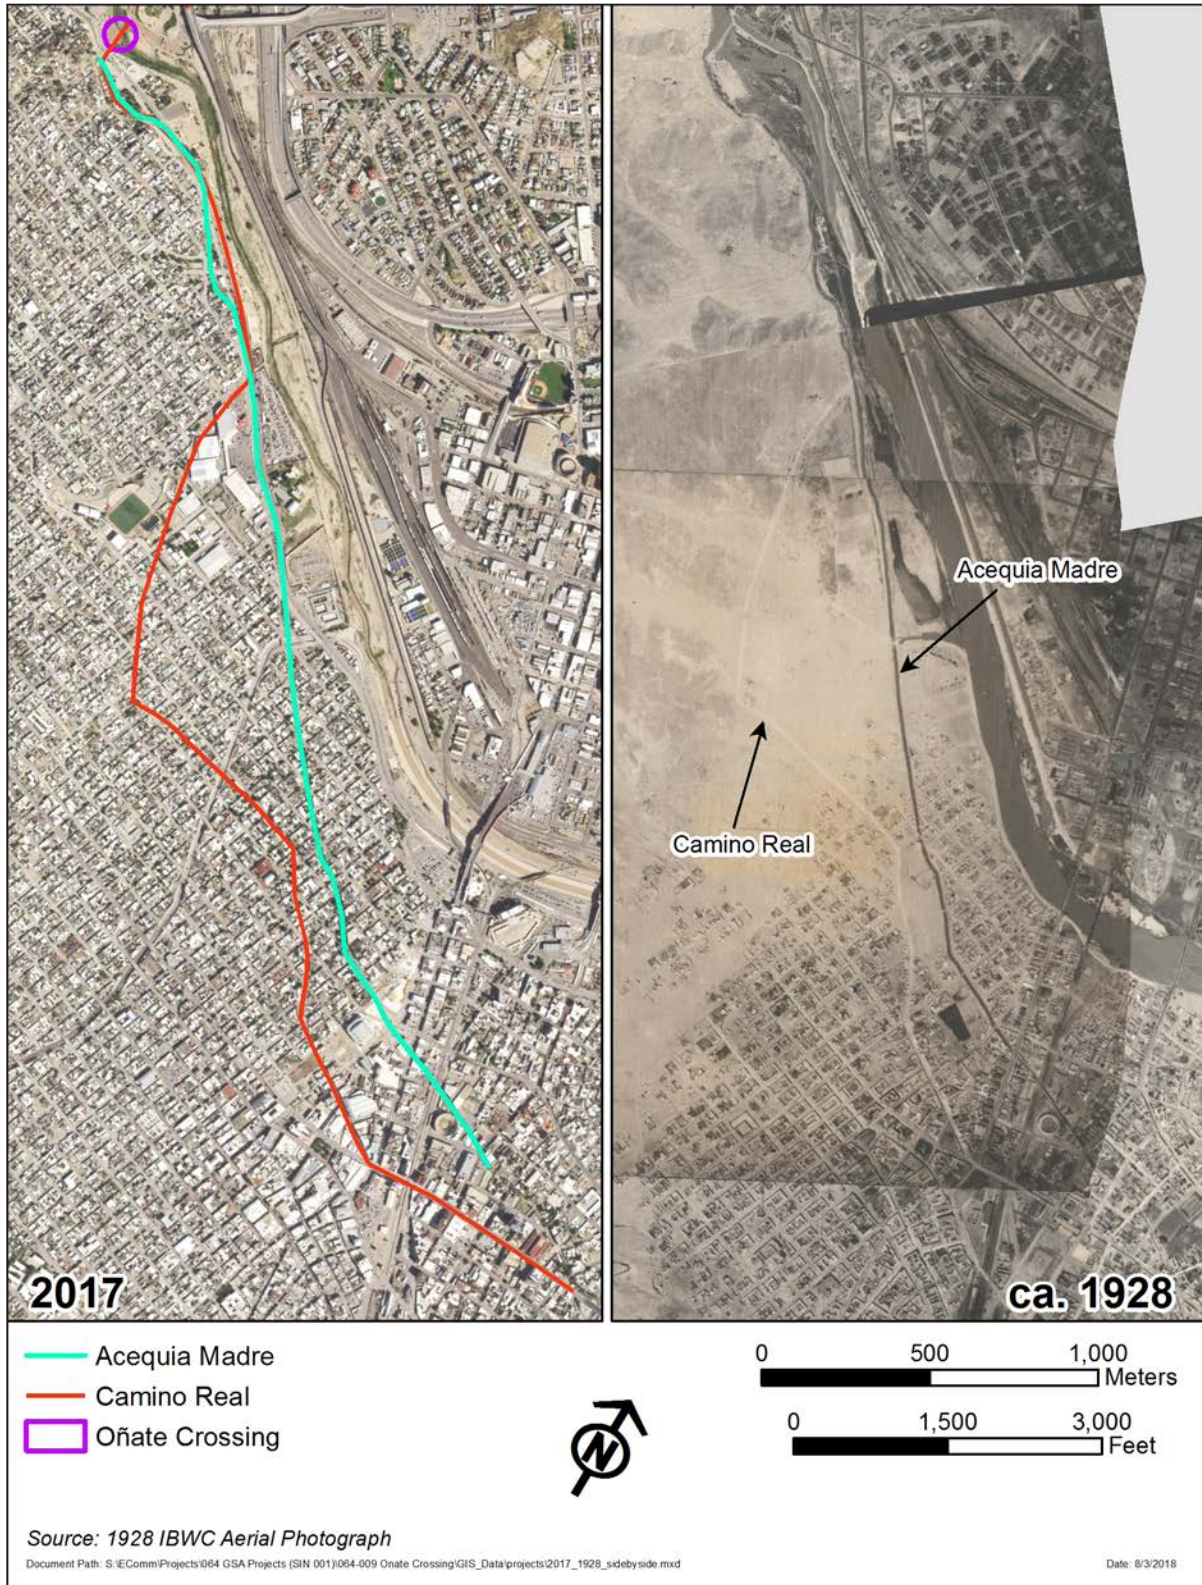 Acequia Madre
Camino Real
2017
ca. 1928
Acequia Madre
Camino Real
Oñate Crossing
N
0 500 1,000
Meters
0 1,500 3,000
Feet
Source: 1928 IBWC Aerial Photograph
Document Path: S:\EComm\Projects\064 GSA Projects (SIN 001)\064-009 Onate Crossing\GIS_Data\projects\2017_1928_sidebyside.mxd
Date: 8/3/2018